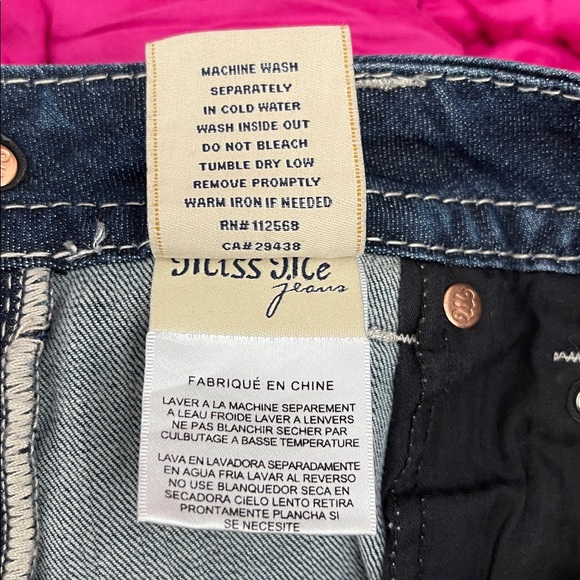 MACHINE WASH
SEPARATELY
IN COLD WATER
WASH INSIDE OUT
DO NOT BLEACH
TUMBLE DRY LOW
REMOVE PROMPTLY
WARM IRON IF NEEDED
RN# 112568
CA# 29438
Miss Me
jeans
FABRIQUÉ EN CHINE
LAVER A LA MACHINE SEPAREMENT
A LEAU FROIDE LAVER A LENVERS
NE PAS BLANCHIR SECHER PAR
CULBUTAGE A BASSE TEMPERATURE
LAVA EN LAVADORA SEPARADAMENTE
EN AGUA FRIA LAVAR AL REVERSO
NO USE BLANQUEDOR SECA EN
SECADORA CIELO LENTO RETIRA
PRONTAMENTE PLANCHA SI
SE NECESITE